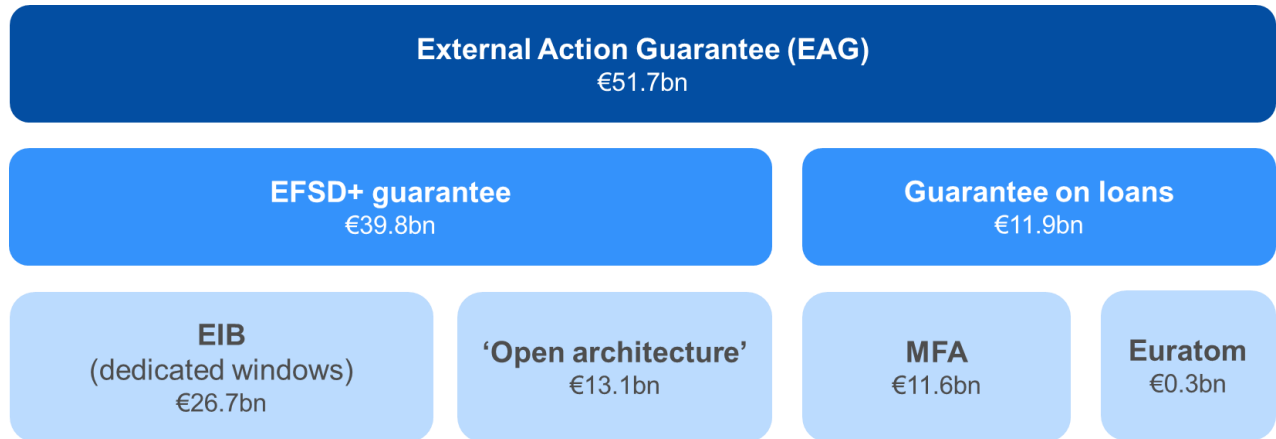 External Action Guarantee (EAG)
€51.7bn
EFSD+ guarantee
€39.8bn
Guarantee on loans
€11.9bn
EIB
(dedicated windows)
€26.7bn
‘Open architecture’
€13.1bn
MFA
€11.6bn
Euratom
€0.3bn